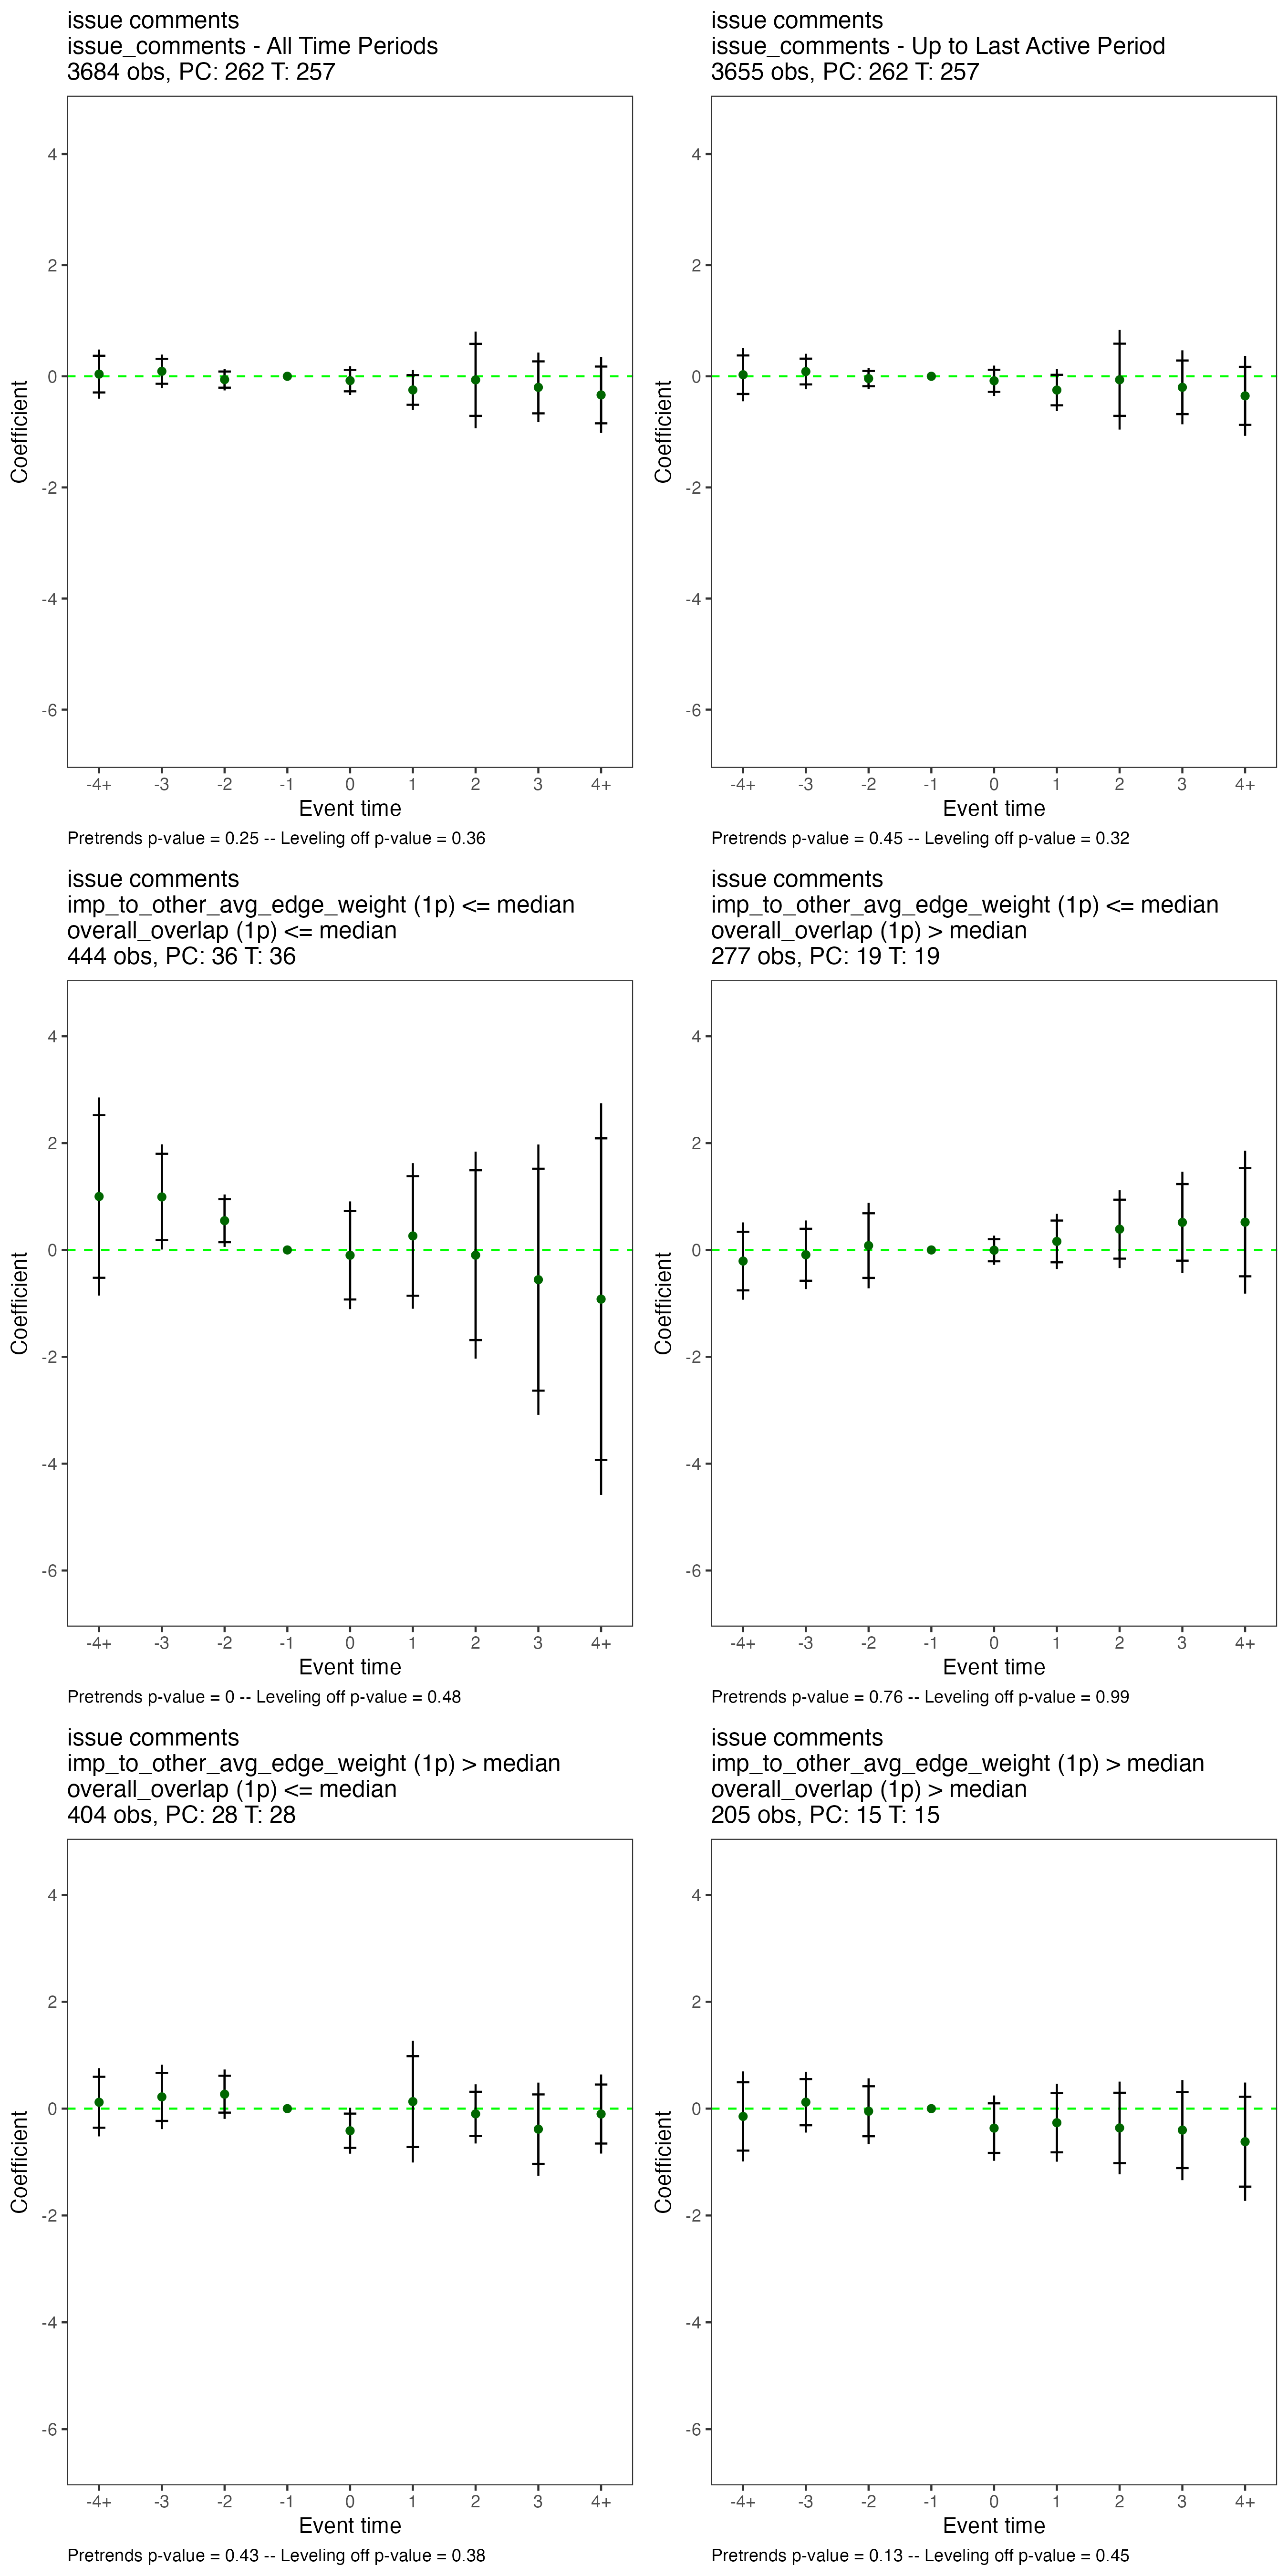 issue comments
issue_comments - All Time Periods
3684 obs, PC: 262 T: 257
4
2
0
-2
-4
-6
Coefficient
-4+ -3 -2 -1 0 1 2 3 4+
Event time
Pretrends p-value = 0.25 -- Leveling off p-value = 0.36
issue comments
issue_comments - Up to Last Active Period
3655 obs, PC: 262 T: 257
4
2
0
-2
-4
-6
Coefficient
-4+ -3 -2 -1 0 1 2 3 4+
Event time
Pretrends p-value = 0.45 -- Leveling off p-value = 0.32
issue comments
imp_to_other_avg_edge_weight (1p) <= median
overall_overlap (1p) <= median
444 obs, PC: 36 T: 36
4
2
0
-2
-4
-6
Coefficient
-4+ -3 -2 -1 0 1 2 3 4+
Event time
Pretrends p-value = 0 -- Leveling off p-value = 0.48
issue comments
imp_to_other_avg_edge_weight (1p) <= median
overall_overlap (1p) > median
277 obs, PC: 19 T: 19
4
2
0
-2
-4
-6
Coefficient
-4+ -3 -2 -1 0 1 2 3 4+
Event time
Pretrends p-value = 0.76 -- Leveling off p-value = 0.99
issue comments
imp_to_other_avg_edge_weight (1p) > median
overall_overlap (1p) <= median
404 obs, PC: 28 T: 28
4
2
0
-2
-4
-6
Coefficient
-4+ -3 -2 -1 0 1 2 3 4+
Event time
Pretrends p-value = 0.43 -- Leveling off p-value = 0.38
issue comments
imp_to_other_avg_edge_weight (1p) > median
overall_overlap (1p) > median
205 obs, PC: 15 T: 15
4
2
0
-2
-4
-6
Coefficient
-4+ -3 -2 -1 0 1 2 3 4+
Event time
Pretrends p-value = 0.13 -- Leveling off p-value = 0.45